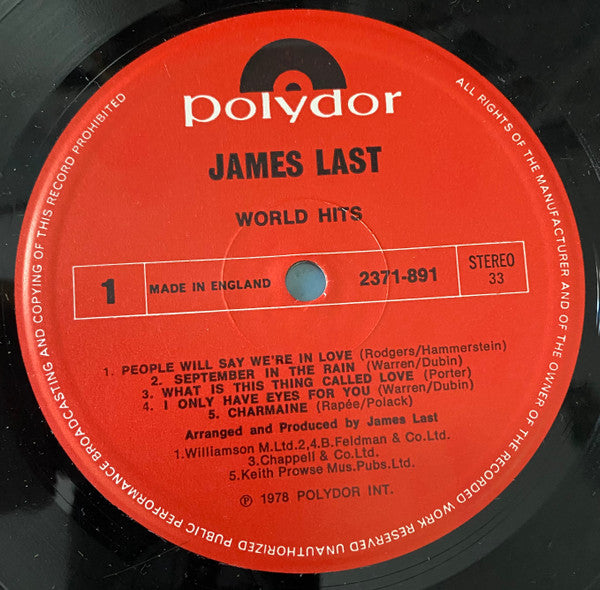 polydor
JAMES LAST
WORLD HITS
1
MADE IN ENGLAND
2371-891
STEREO
33
1. PEOPLE WILL SAY WE'RE IN LOVE (Rodgers/Hammerstein)
2. SEPTEMBER IN THE RAIN (Warren/Dubin)
3. WHAT IS THIS THING CALLED LOVE (Porter)
4. I ONLY HAVE EYES FOR YOU (Warren/Dubin)
5. CHARMAINE (Rapée/Polack)
Arranged and Produced by James Last
1.Williamson M.Ltd.2,4.B.Feldman & Co.Ltd.
3.Chappell & Co.Ltd.
5.Keith Prowse Mus.Pubs.Ltd.
℗ 1978 POLYDOR INT.
ALL RIGHTS OF THE MANUFACTURER AND OF THE OWNER OF THE RECORDED WORK RESERVED UNAUTHORIZED PUBLIC PERFORMANCE BROADCASTING AND COPYING OF THIS RECORD PROHIBITED